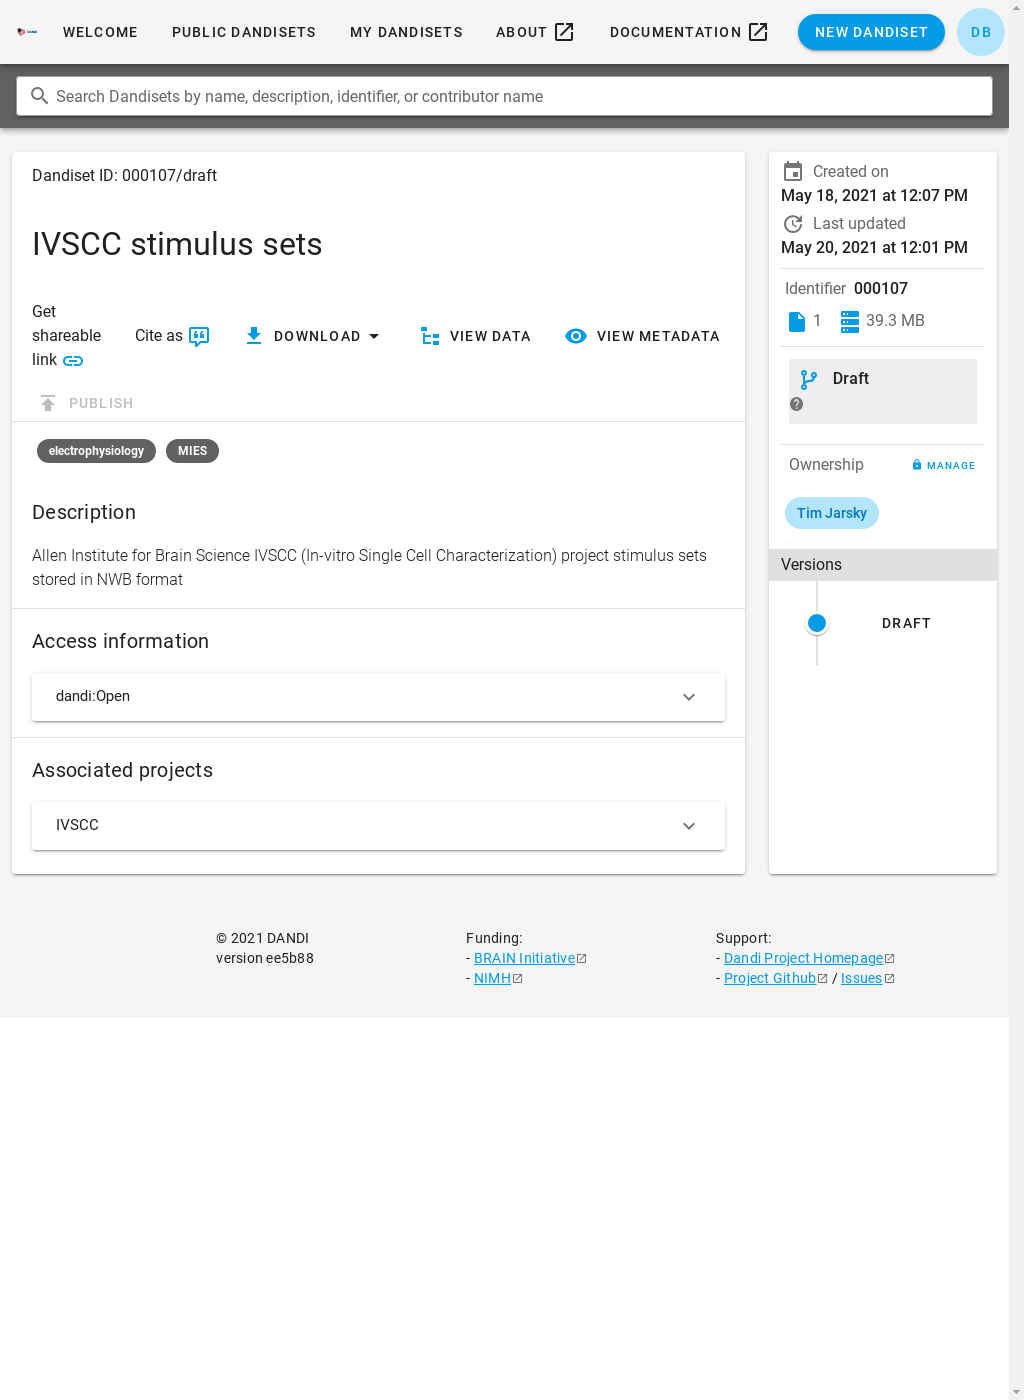 WELCOME
PUBLIC DANDISETS
MY DANDISETS
ABOUT
DOCUMENTATION
NEW DANDISET
DB
Search Dandisets by name, description, identifier, or contributor name
Dandiset ID: 000107/draft
IVSCC stimulus sets
Get
shareable
link
Cite as
DOWNLOAD
VIEW DATA
VIEW METADATA
PUBLISH
electrophysiology
MIES
Description
Allen Institute for Brain Science IVSCC (In-vitro Single Cell Characterization) project stimulus sets
stored in NWB format
Access information
dandi:Open
Associated projects
IVSCC
Created on
May 18, 2021 at 12:07 PM
Last updated
May 20, 2021 at 12:01 PM
Identifier 000107
1
39.3 MB
Draft
Ownership
MANAGE
Tim Jarsky
Versions
DRAFT
© 2021 DANDI
version ee5b88
Funding:
- BRAIN Initiative
- NIMH
Support:
- Dandi Project Homepage
- Project Github / Issues